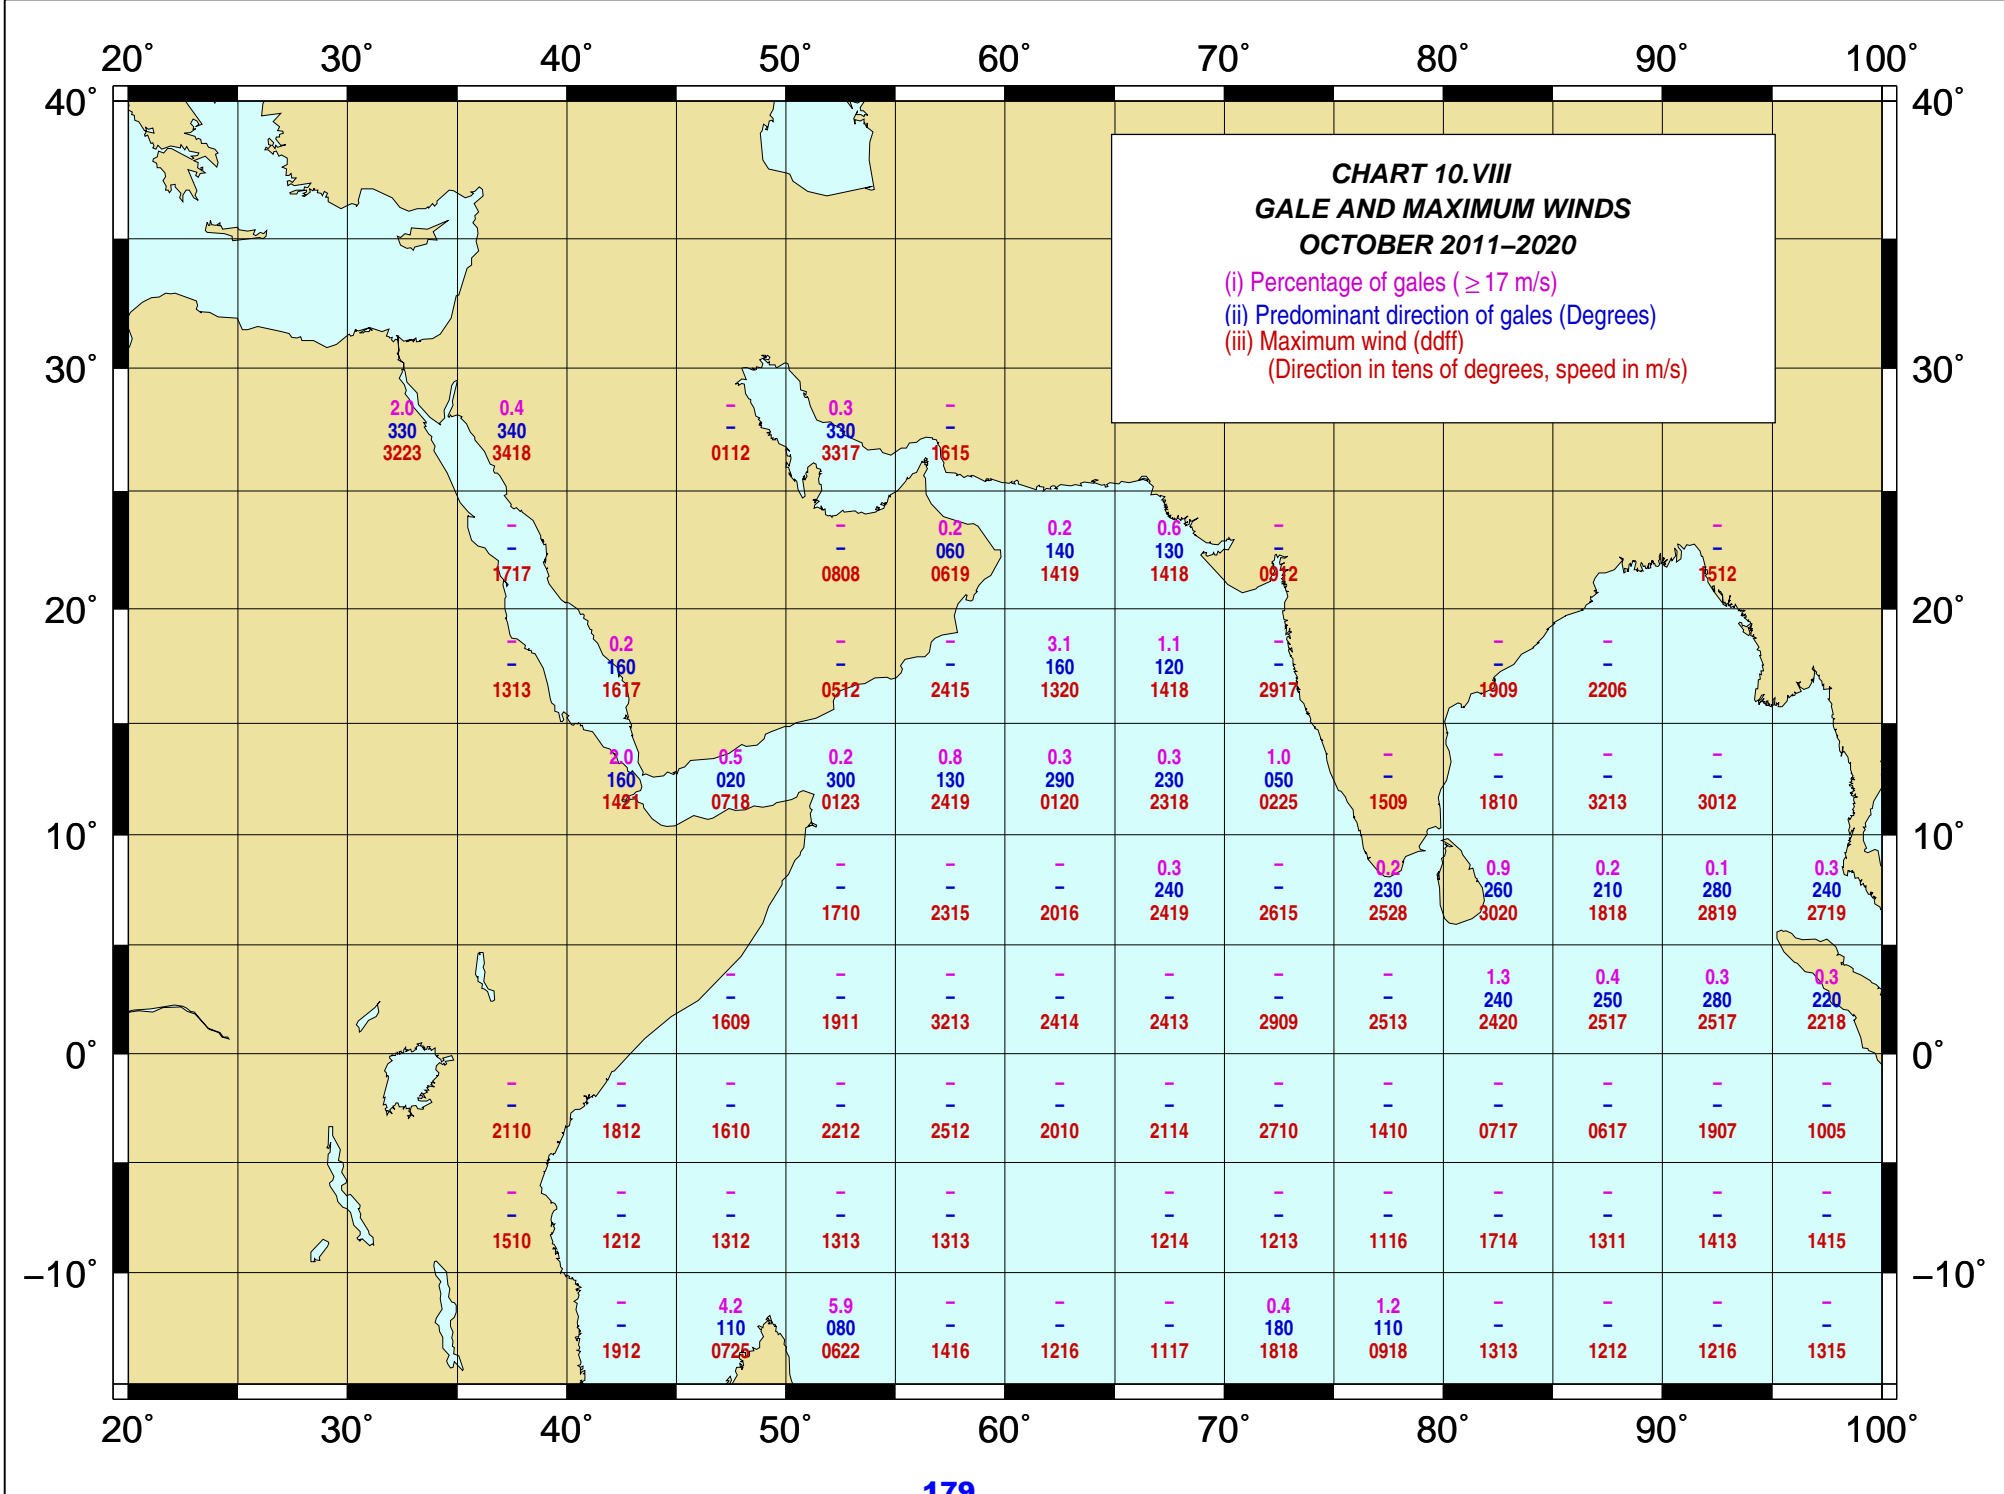 20° 30° 40° 50° 60° 70° 80° 90° 100°
40° 40°
CHART 10.VIII
GALE AND MAXIMUM WINDS
OCTOBER 2011–2020
(i) Percentage of gales ( ≥ 17 m/s)
(ii) Predominant direction of gales (Degrees)
(iii) Maximum wind (ddff)
(Direction in tens of degrees, speed in m/s)
30° 30°
2.0 0.4 – 0.3 –
330 340 – 330 –
3223 3418 0112 3317 1615
– – 0.2 0.2 0.6 – –
– – 060 140 130 – –
1717 0808 0619 1419 1418 0912 1512
20° 20°
– 0.2 – – 3.1 1.1 – – –
– 160 – – 160 120 – – –
1313 1617 0512 2415 1320 1418 2917 1909 2206
2.0 0.5 0.2 0.8 0.3 0.3 1.0 – – – –
160 020 300 130 290 230 050 – – – –
1421 0718 0123 2419 0120 2318 0225 1509 1810 3213 3012
10° 10°
– – – 0.3 – 0.2 0.9 0.2 0.1 0.3
– – – 240 – 230 260 210 280 240
1710 2315 2016 2419 2615 2528 3020 1818 2819 2719
– – – – – – – 1.3 0.4 0.3 0.3
– – – – – – – 240 250 280 220
1609 1911 3213 2414 2413 2909 2513 2420 2517 2517 2218
0° 0°
– – – – – – – – – – – – –
– – – – – – – – – – – – –
2110 1812 1610 2212 2512 2010 2114 2710 1410 0717 0617 1907 1005
– – – – – – – – – – – –
– – – – – – – – – – – –
1510 1212 1312 1313 1313 1214 1213 1116 1714 1311 1413 1415
–10° –10°
– 4.2 5.9 – – – 0.4 1.2 – – – –
– 110 080 – – – 180 110 – – – –
1912 0725 0622 1416 1216 1117 1818 0918 1313 1212 1216 1315
20° 30° 40° 50° 60° 70° 80° 90° 100°
179